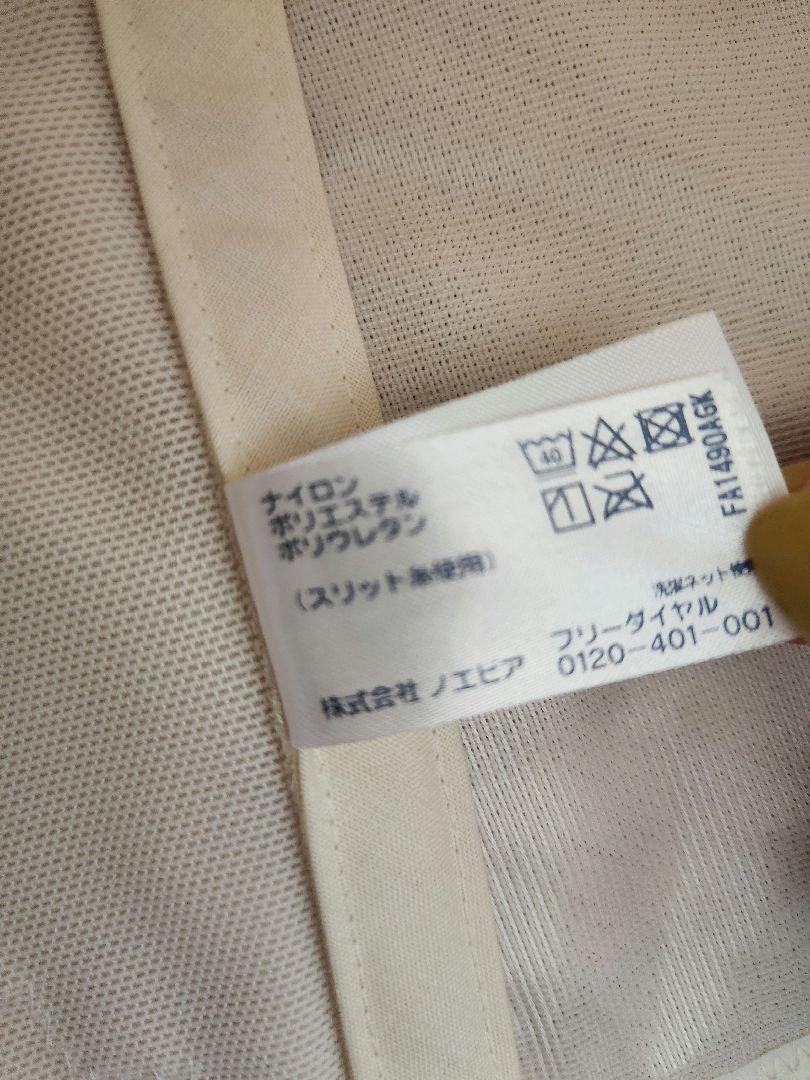 ナイロン
ポリエステル
ポリウレタン
(スリット糸使用)
40
FA1490AGK
洗濯ネット使用
フリーダイヤル
0120-401-001
株式会社 ノエビア